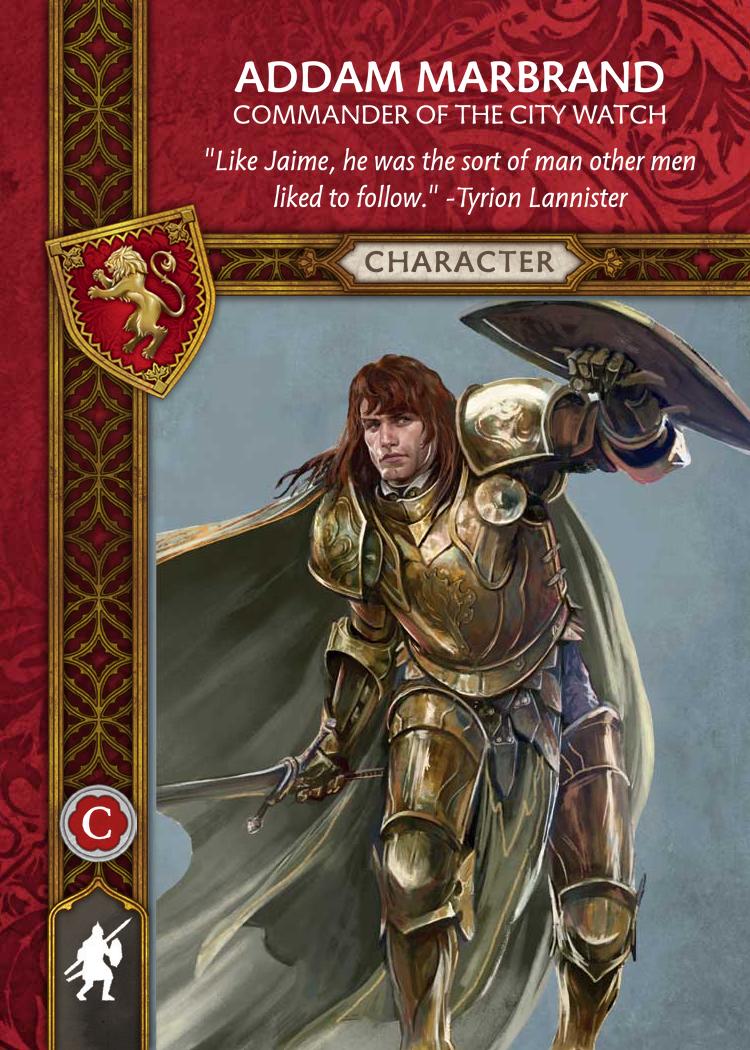 ADDAM MARBRAND
COMMANDER OF THE CITY WATCH
"Like Jaime, he was the sort of man other men
liked to follow." -Tyrion Lannister
CHARACTER
C